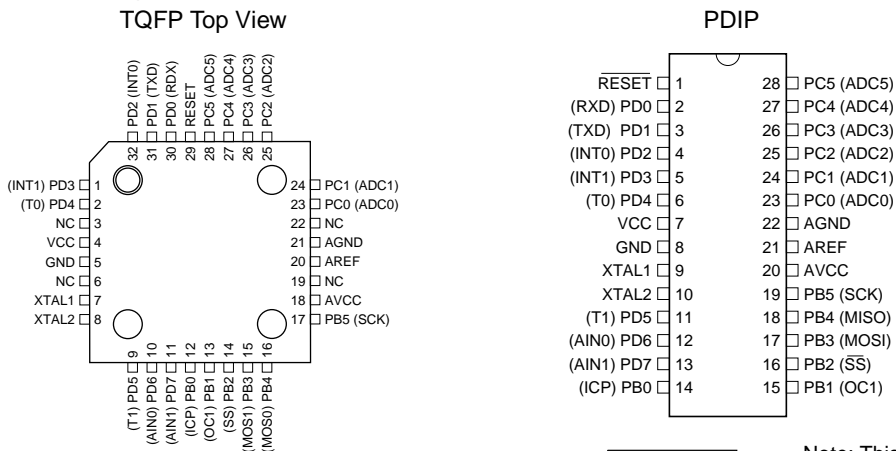 TQFP Top View
PD2 (INT0)
PD1 (TXD)
PD0 (RDX)
RESET
PC5 (ADC5)
PC4 (ADC4)
PC3 (ADC3)
PC2 (ADC2)
32
31
30
29
28
27
26
25
(INT1) PD3 1
(T0) PD4 2
NC 3
VCC 4
GND 5
NC 6
XTAL1 7
XTAL2 8
24 PC1 (ADC1)
23 PC0 (ADC0)
22 NC
21 AGND
20 AREF
19 NC
18 AVCC
17 PB5 (SCK)
9
10
11
12
13
14
15
16
(T1) PD5
(AIN0) PD6
(AIN1) PD7
(ICP) PB0
(OC1) PB1
(SS) PB2
(MOS1) PB3
(MOS0) PB4
PDIP
RESET 1 28 PC5 (ADC5)
(RXD) PD0 2 27 PC4 (ADC4)
(TXD) PD1 3 26 PC3 (ADC3)
(INT0) PD2 4 25 PC2 (ADC2)
(INT1) PD3 5 24 PC1 (ADC1)
(T0) PD4 6 23 PC0 (ADC0)
VCC 7 22 AGND
GND 8 21 AREF
XTAL1 9 20 AVCC
XTAL2 10 19 PB5 (SCK)
(T1) PD5 11 18 PB4 (MISO)
(AIN0) PD6 12 17 PB3 (MOSI)
(AIN1) PD7 13 16 PB2 (SS)
(ICP) PB0 14 15 PB1 (OC1)
Note: This